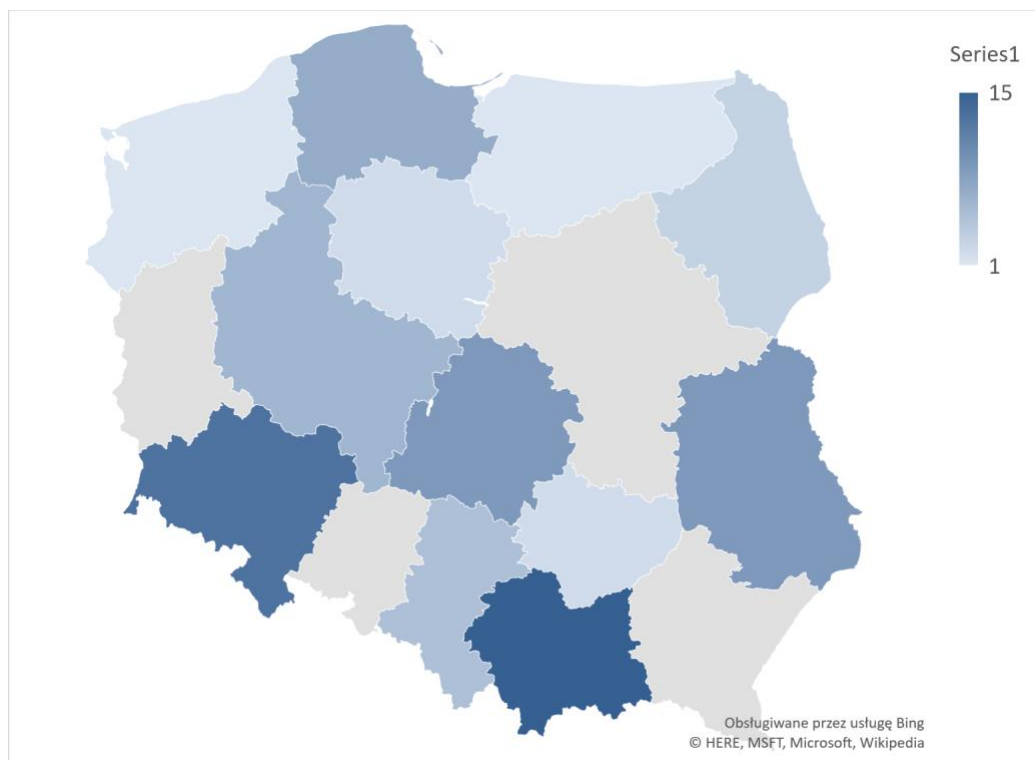 Series1
15
1
Obsługiwane przez usługę Bing
© HERE, MSFT, Microsoft, Wikipedia